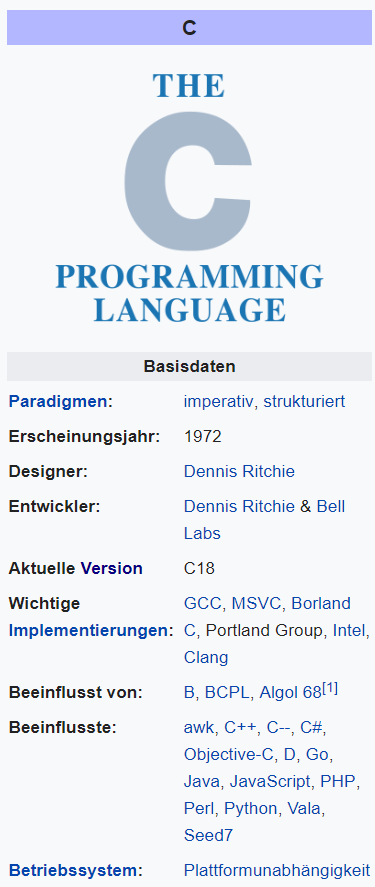 C
THE
C
PROGRAMMING
LANGUAGE
Basisdaten
Paradigmen: imperativ, strukturiert
Erscheinungsjahr: 1972
Designer: Dennis Ritchie
Entwickler: Dennis Ritchie & Bell
Labs
Aktuelle Version C18
Wichtige GCC, MSVC, Borland
Implementierungen: C, Portland Group, Intel,
Clang
Beeinflusst von: B, BCPL, Algol 68[1]
Beeinflusste: awk, C++, C--, C#,
Objective-C, D, Go,
Java, JavaScript, PHP,
Perl, Python, Vala,
Seed7
Betriebssystem: Plattformunabhängigkeit